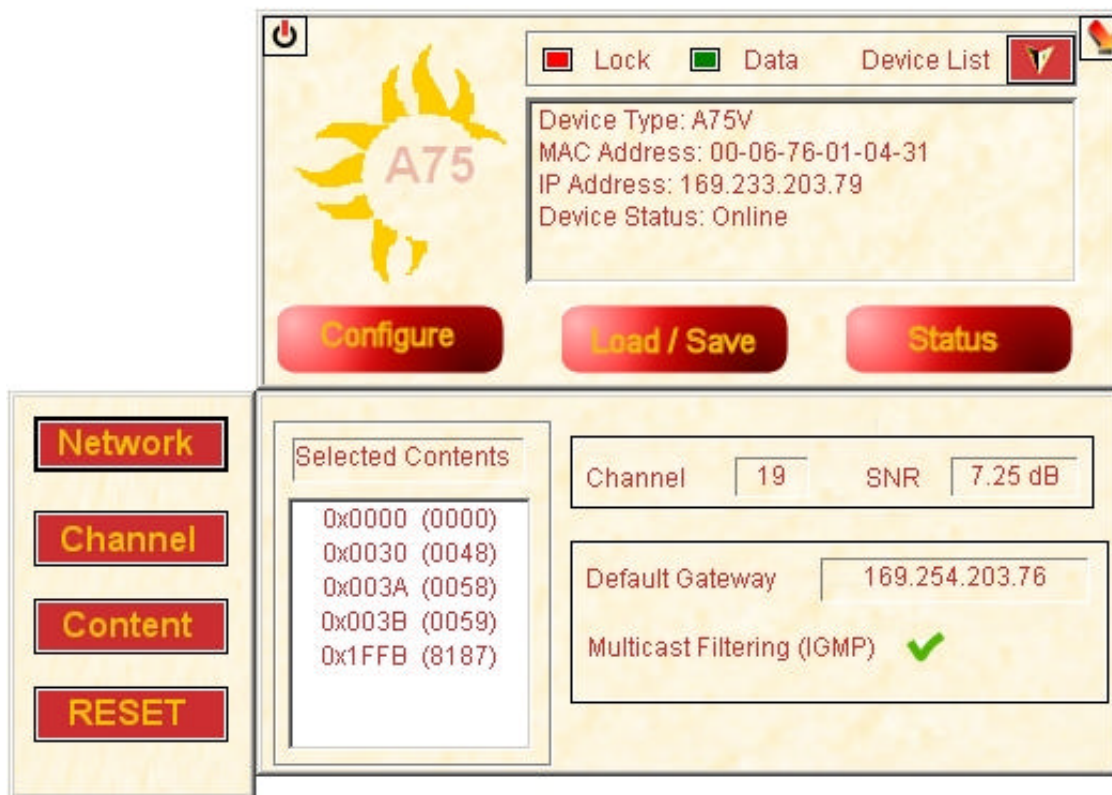 Lock Data Device List
A75
Device Type: A75V
MAC Address: 00-06-76-01-04-31
IP Address: 169.233.203.79
Device Status: Online
Configure Load / Save Status
Network
Channel
Content
RESET
Selected Contents
0x0000 (0000)
0x0030 (0048)
0x003A (0058)
0x003B (0059)
0x1FFB (8187)
Channel 19 SNR 7.25 dB
Default Gateway 169.254.203.76
Multicast Filtering (IGMP)